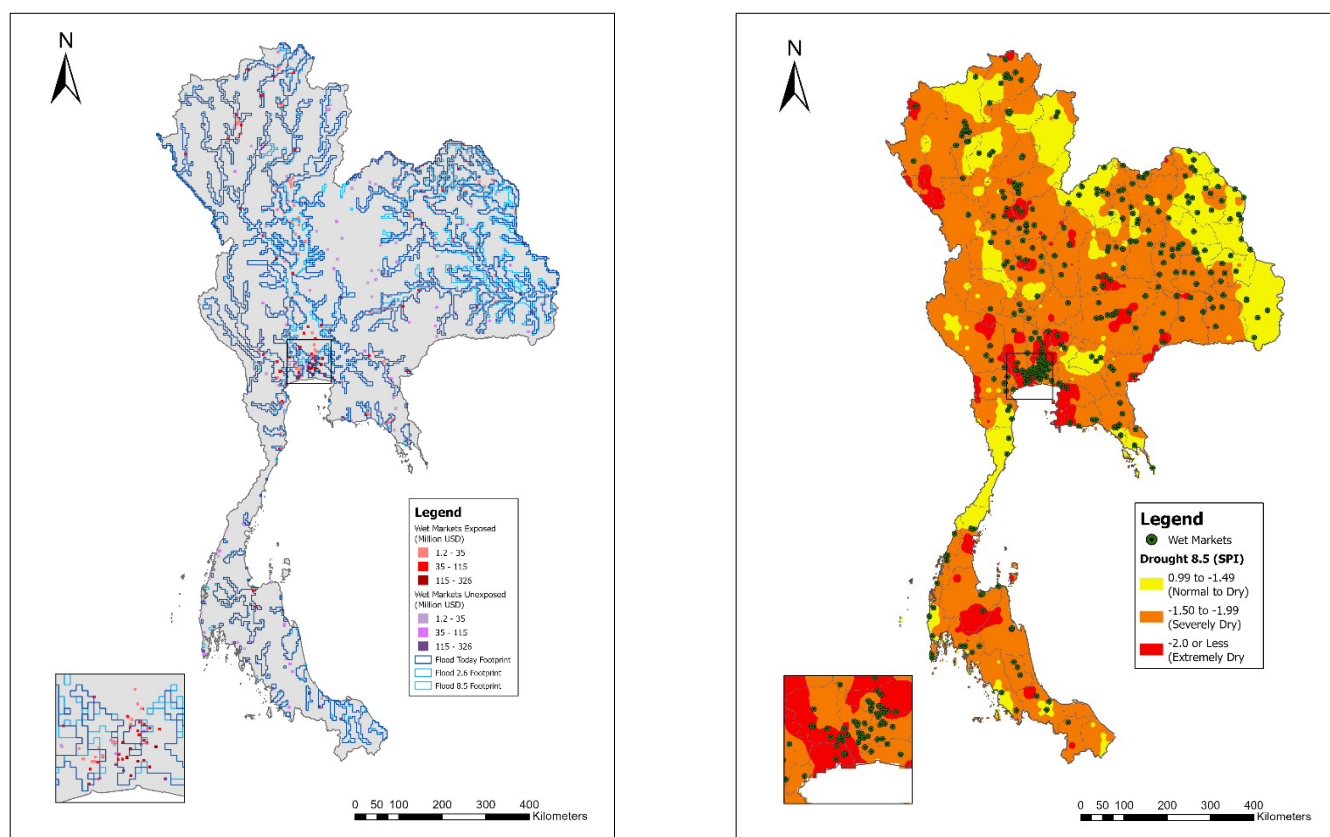 N
Legend
Wet Markets Exposed
(Million USD)
1.2 - 35
35 - 115
115 - 326
Wet Markets Unexposed
(Million USD)
1.2 - 35
35 - 115
115 - 326
Flood Today Footprint
Flood 2.6 Footprint
Flood 8.5 Footprint
0 50 100 200 300 400
Kilometers
N
Legend
Wet Markets
Drought 8.5 (SPI)
0.99 to -1.49
(Normal to Dry)
-1.50 to -1.99
(Severely Dry)
-2.0 or Less
(Extremely Dry
0 50 100 200 300 400
Kilometers